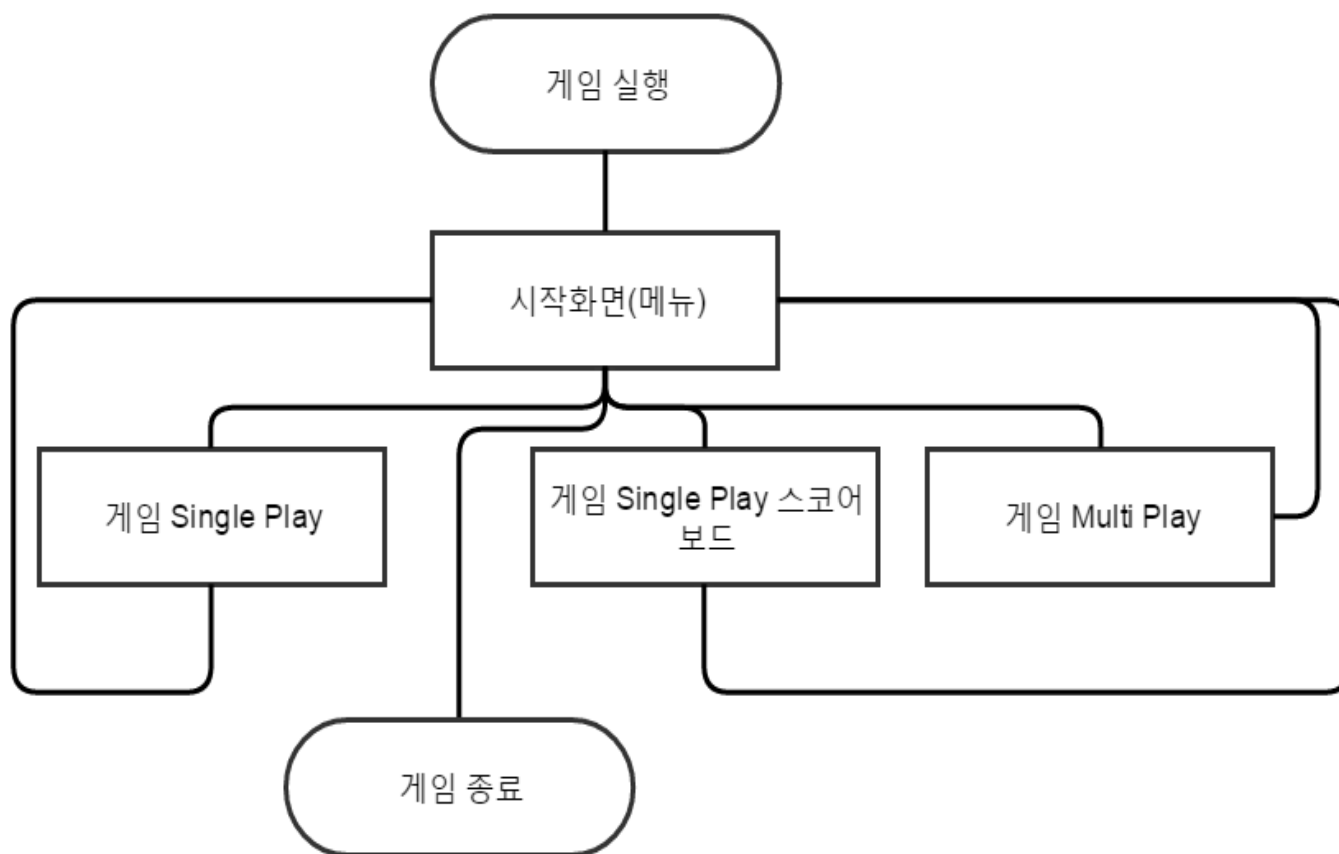 게임 실행
시작화면(메뉴)
게임 Single Play
게임 Single Play 스코어
보드
게임 Multi Play
게임 종료